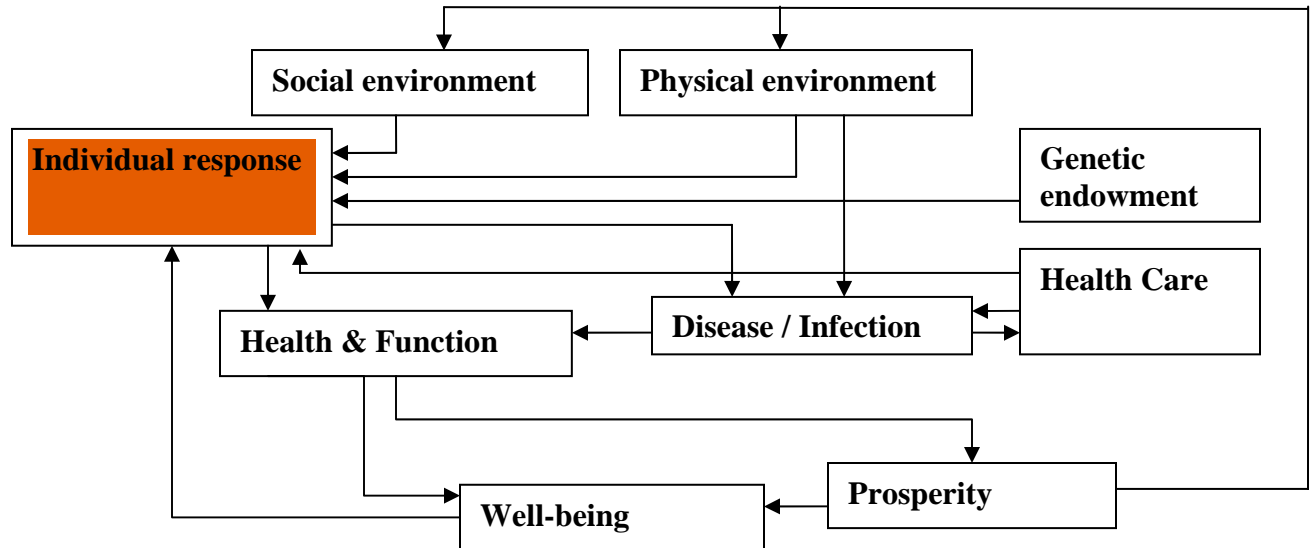 Social environment
Physical environment
Individual response
Genetic
endowment
Health Care
Health & Function
Disease / Infection
Prosperity
Well-being